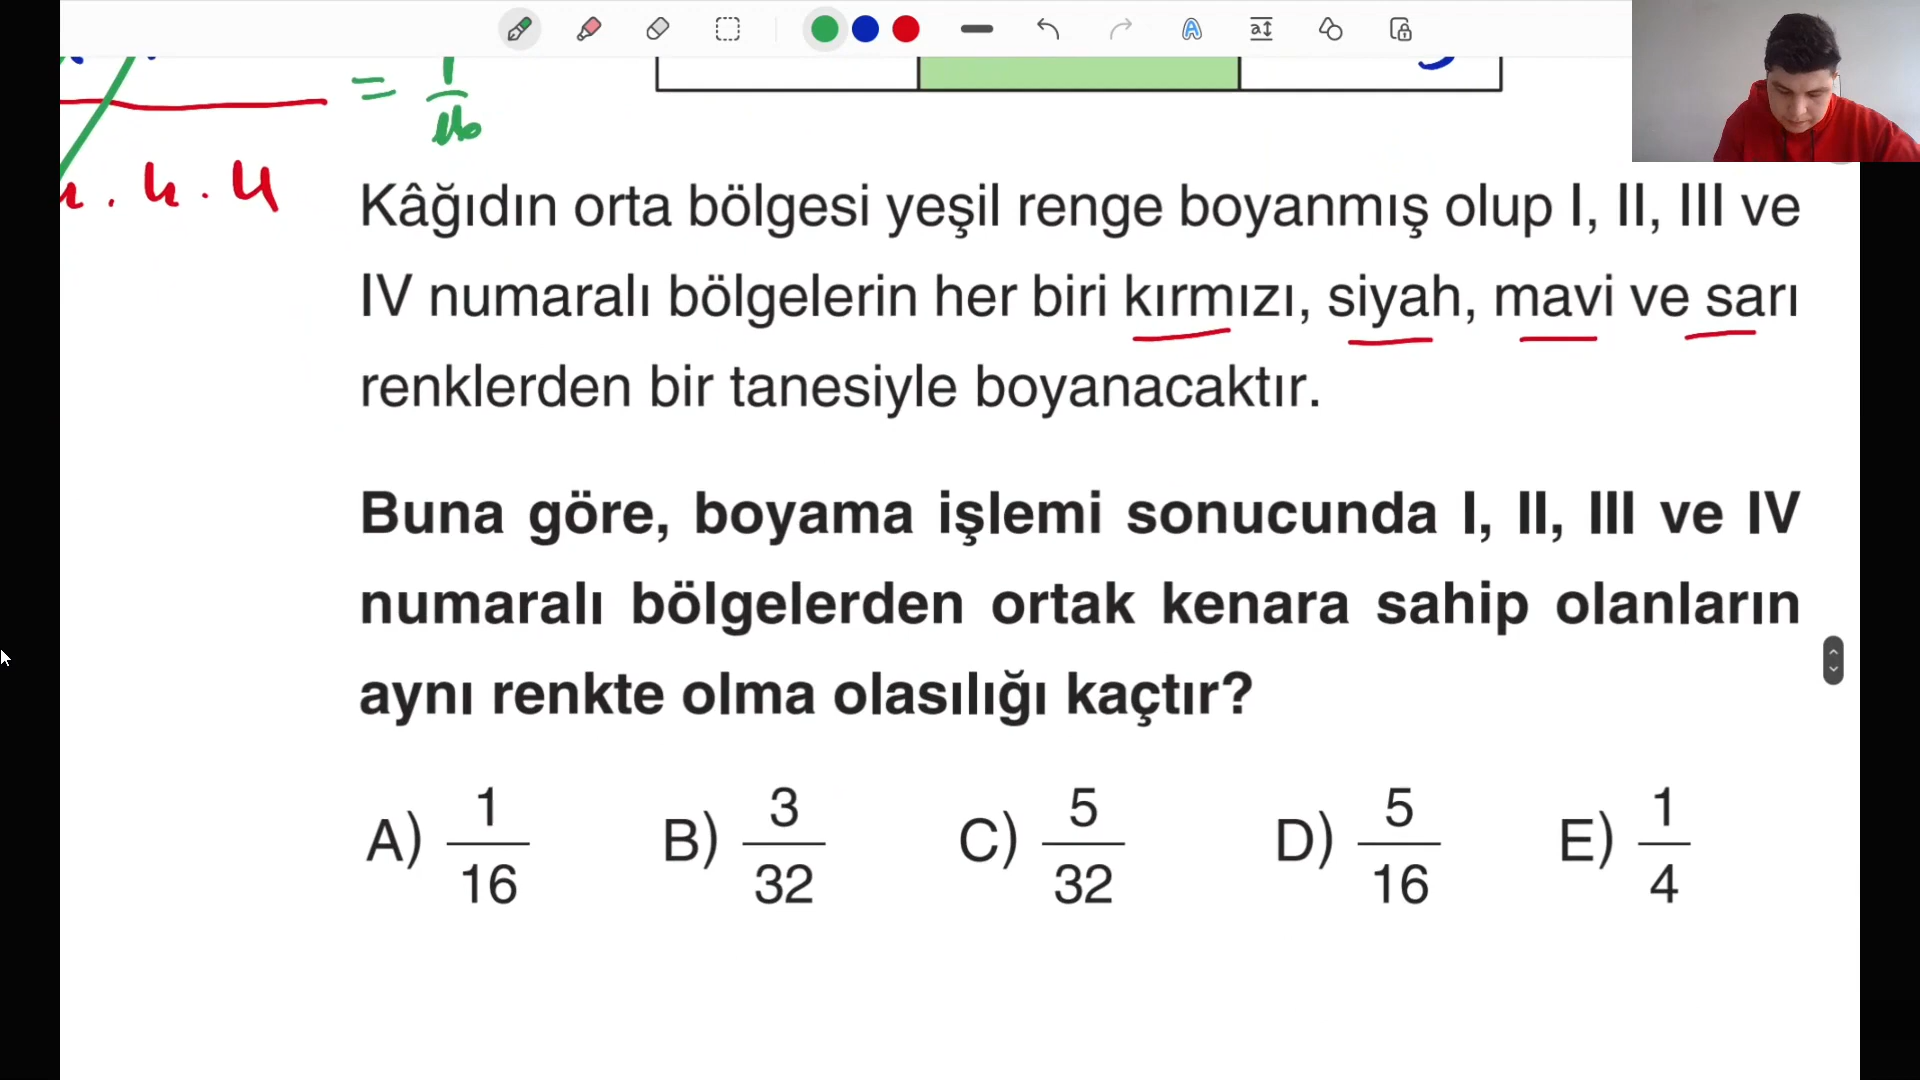 = 1/16
. 4 . 4
Kâğıdın orta bölgesi yeşil renge boyanmış olup I, II, III ve
IV numaralı bölgelerin her biri kırmızı, siyah, mavi ve sarı
renklerden bir tanesiyle boyanacaktır.
Buna göre, boyama işlemi sonucunda I, II, III ve IV
numaralı bölgelerden ortak kenara sahip olanların
aynı renkte olma olasılığı kaçtır?
A) 1/16 B) 3/32 C) 5/32 D) 5/16 E) 1/4